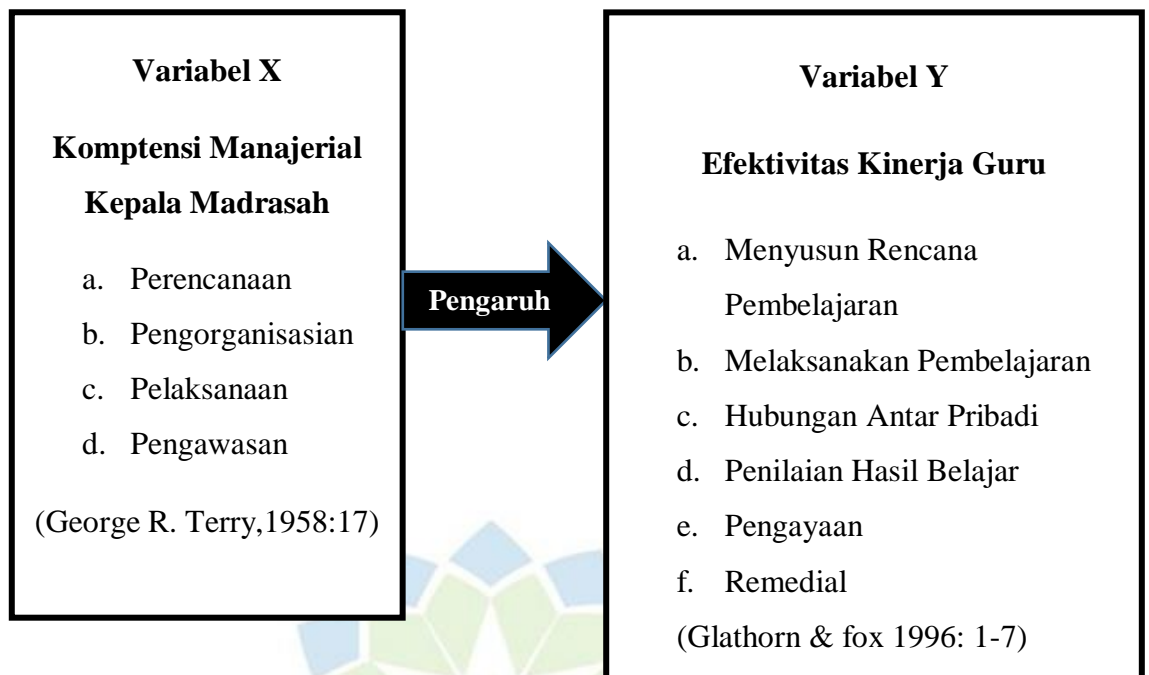 Variabel X
Komptensi Manajerial
Kepala Madrasah
a. Perencanaan
b. Pengorganisasian
c. Pelaksanaan
d. Pengawasan
(George R. Terry,1958:17)
Pengaruh
Variabel Y
Efektivitas Kinerja Guru
a. Menyusun Rencana
Pembelajaran
b. Melaksanakan Pembelajaran
c. Hubungan Antar Pribadi
d. Penilaian Hasil Belajar
e. Pengayaan
f. Remedial
(Glathorn & fox 1996: 1-7)